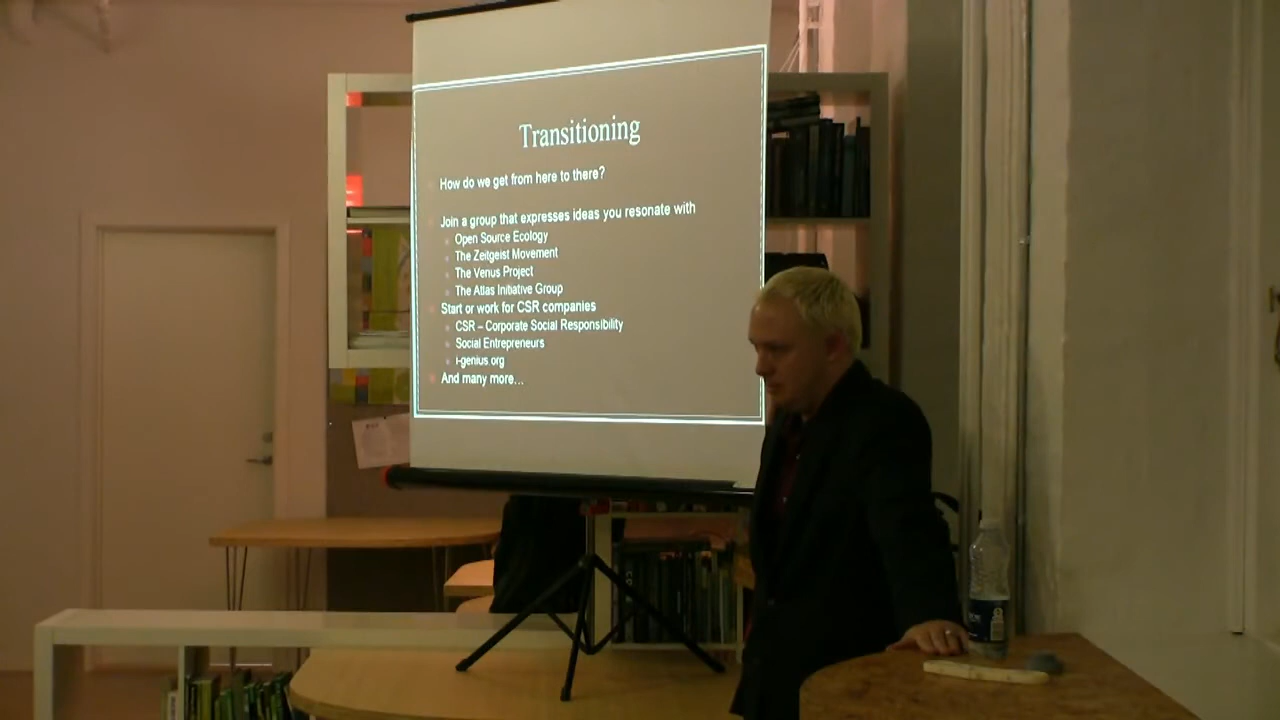 Transitioning
How do we get from here to there?
Join a group that expresses ideas you resonate with
Open Source Ecology
The Zeitgeist Movement
The Venus Project
The Atlas Initiative Group
Start or work for CSR companies
CSR – Corporate Social Responsibility
Social Entrepreneurs
i-genius.org
And many more…